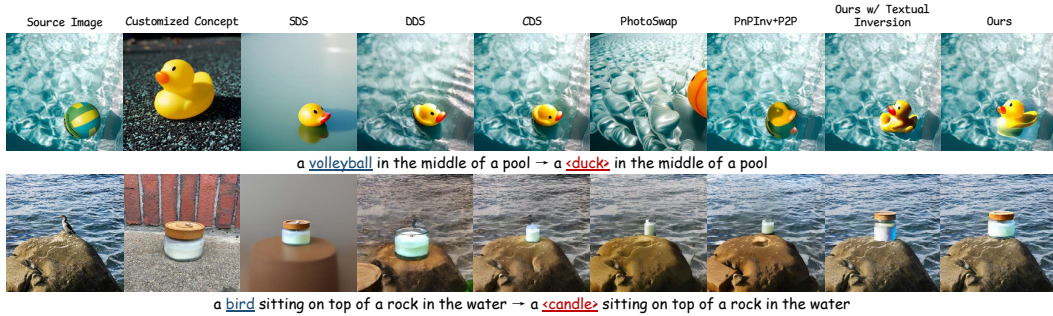 Source Image Customized Concept SDS DDS CDS PhotoSwap PnPInv+P2P Ours w/ Textual Inversion Ours
a volleyball in the middle of a pool → a <duck> in the middle of a pool
a bird sitting on top of a rock in the water → a <candle> sitting on top of a rock in the water